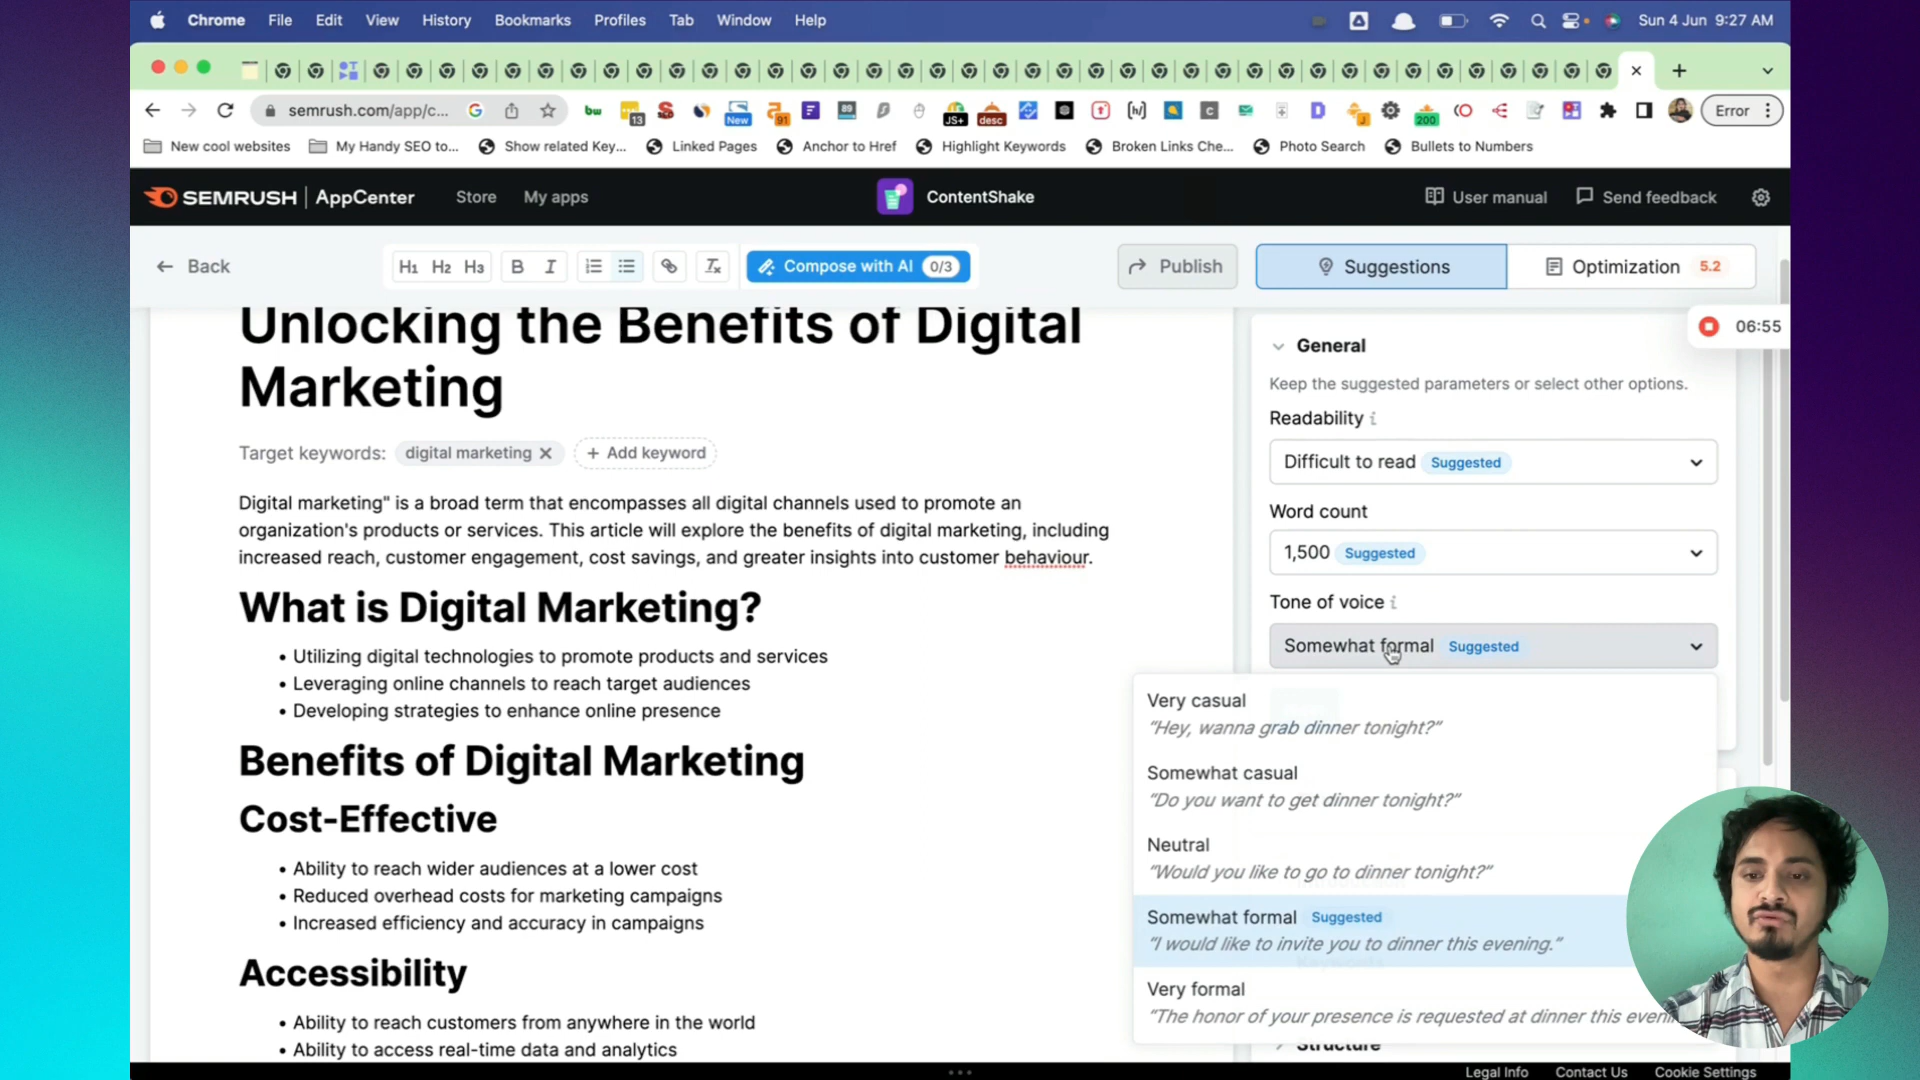 Chrome File Edit View History Bookmarks Profiles Tab Window Help Sun 4 Jun 9:27 AM
semrush.com/app/c... Error
New cool websites My Handy SEO to... Show related Key... Linked Pages Anchor to Href Highlight Keywords Broken Links Che... Photo Search Bullets to Numbers
SEMRUSH AppCenter Store My apps ContentShake User manual Send feedback
Back H1 H2 H3 B I Compose with AI 0/3 Publish Suggestions Optimization 5.2
06:55
Unlocking the Benefits of Digital
Marketing
Target keywords: digital marketing + Add keyword
Digital marketing" is a broad term that encompasses all digital channels used to promote an
organization's products or services. This article will explore the benefits of digital marketing, including
increased reach, customer engagement, cost savings, and greater insights into customer behaviour.
What is Digital Marketing?
• Utilizing digital technologies to promote products and services
• Leveraging online channels to reach target audiences
• Developing strategies to enhance online presence
Benefits of Digital Marketing
Cost-Effective
• Ability to reach wider audiences at a lower cost
• Reduced overhead costs for marketing campaigns
• Increased efficiency and accuracy in campaigns
Accessibility
• Ability to reach customers from anywhere in the world
• Ability to access real-time data and analytics
General
Keep the suggested parameters or select other options.
Readability i
Difficult to read Suggested
Word count
1,500 Suggested
Tone of voice i
Somewhat formal Suggested
Very casual
"Hey, wanna grab dinner tonight?"
Somewhat casual
"Do you want to get dinner tonight?"
Neutral
"Would you like to go to dinner tonight?"
Somewhat formal Suggested
"I would like to invite you to dinner this evening."
Very formal
"The honor of your presence is requested at dinner this
Structure
Legal Info Contact Us Cookie Settings